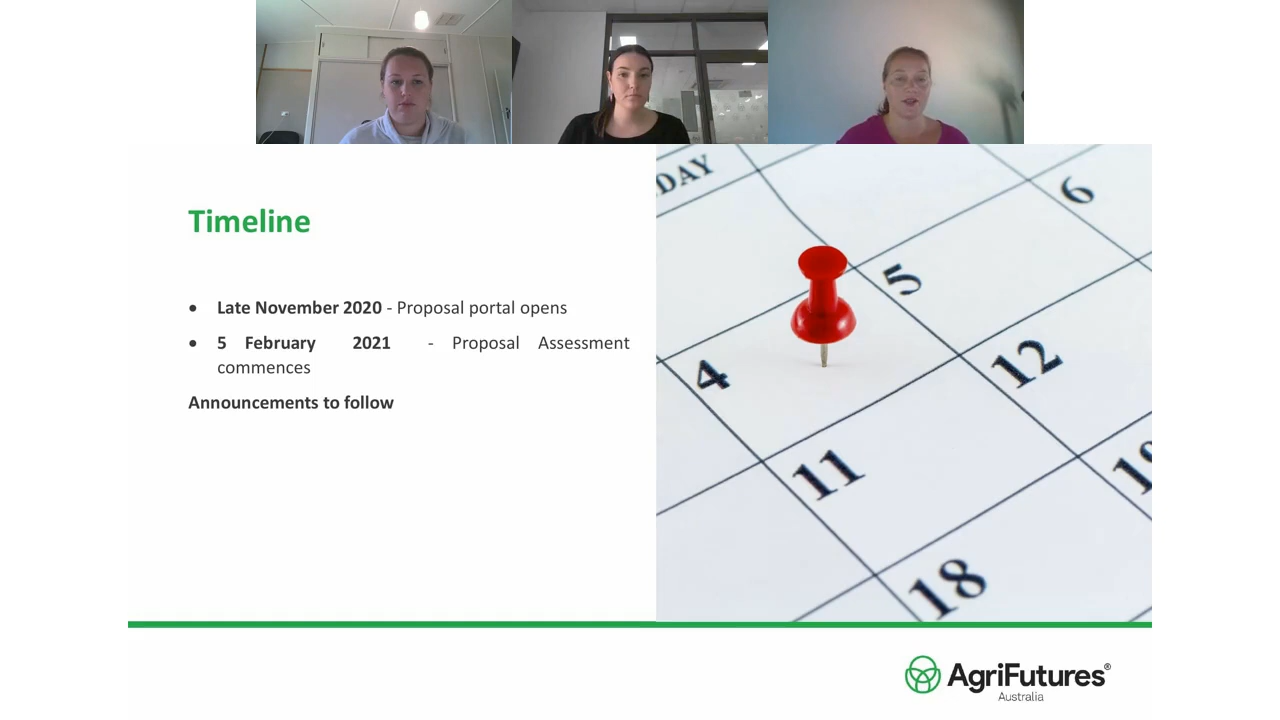 Timeline
• Late November 2020 - Proposal portal opens
• 5 February 2021 - Proposal Assessment
commences
Announcements to follow
DAY
6
5
4
12
11
19
18
AgriFutures®
Australia